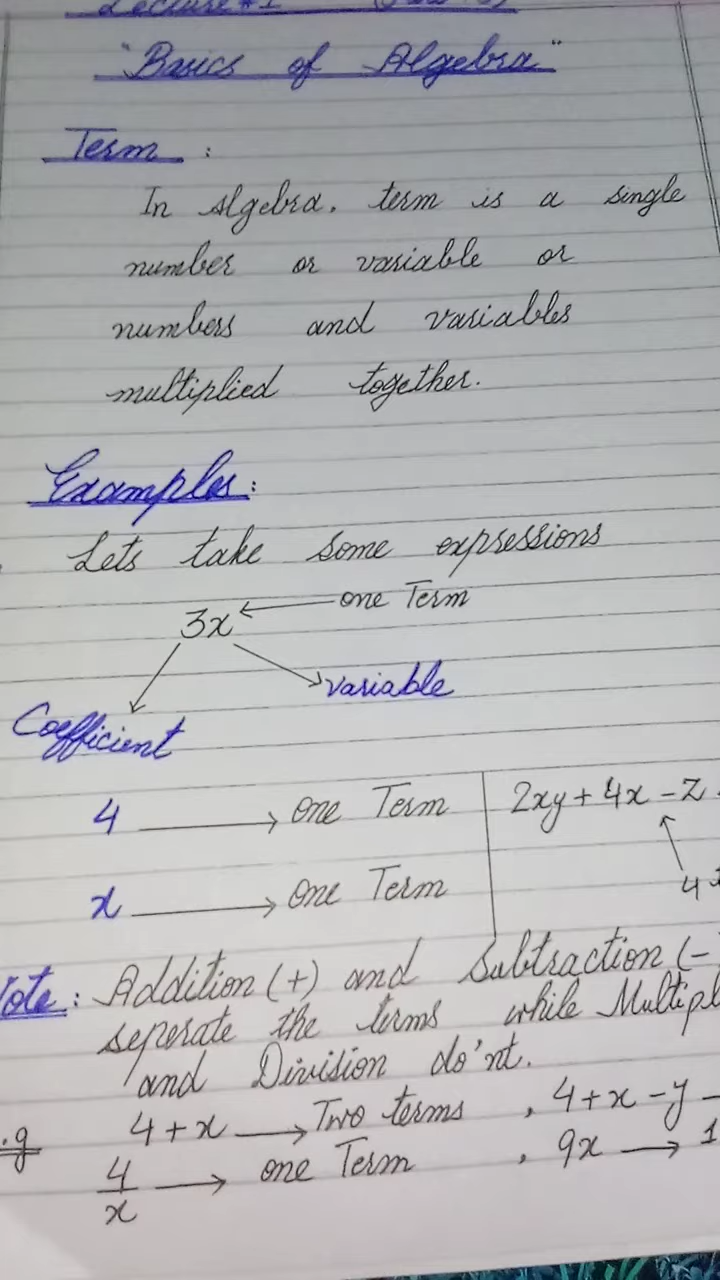 Lecture #1
"Basics of Algebra"
Term :
In Algebra, term is a single
number or variable or
numbers and variables
multiplied together.
Examples:
Lets take some expressions
3x ← one Term
variable
Coefficient
4 → one Term
x → one Term
2xy + 4x - z
4
Note: Addition (+) and Subtraction (-
seperate the terms while Multipl
and Division do'nt.
.g 4+x → Two terms , 4+x-y -
4/x → one Term , 9x → 1